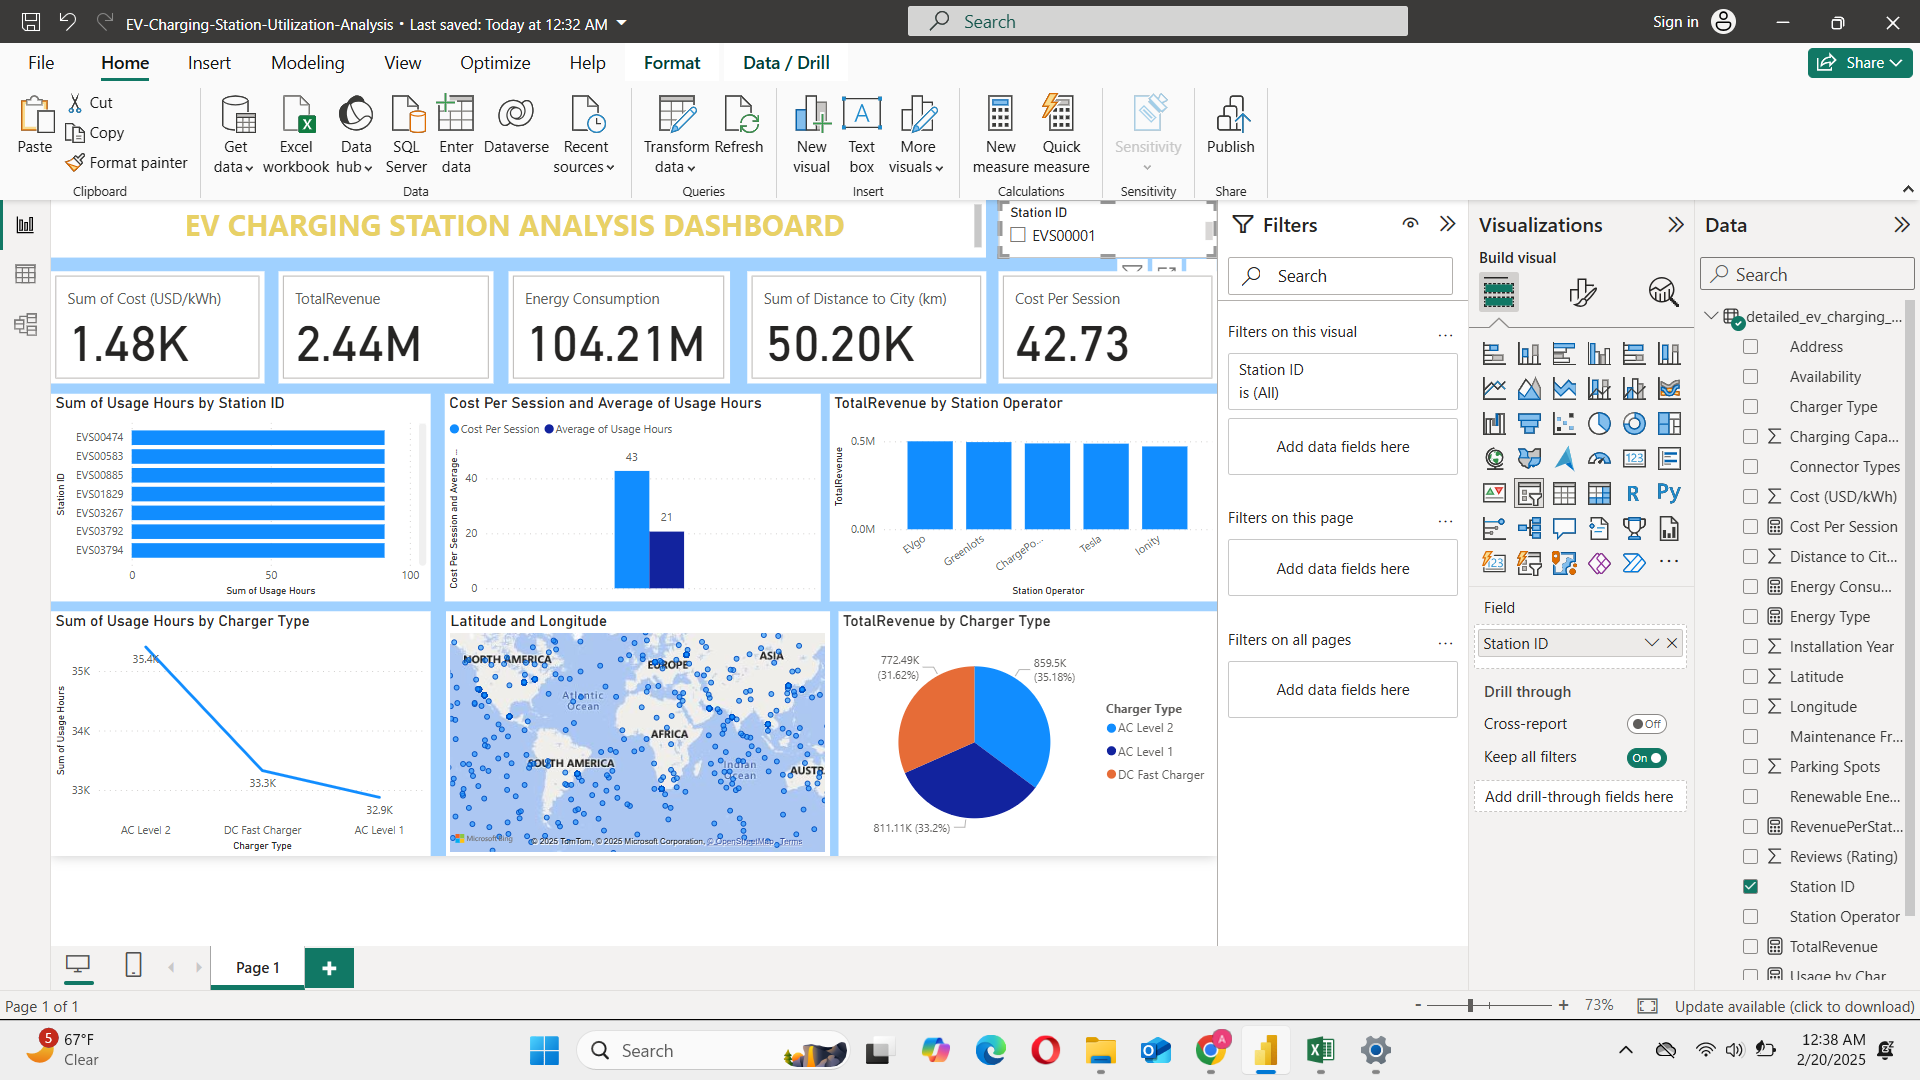 EV-Charging-Station-Utilization-Analysis • Last saved: Today at 12:32 AM
Search
Sign in
File
Home
Insert
Modeling
View
Optimize
Help
Format
Data / Drill
Share
Paste
Cut
Copy
Format painter
Clipboard
Get data
Excel workbook
Data hub
SQL Server
Enter data
Dataverse
Recent sources
Data
Transform data
Refresh
Queries
New visual
Text box
More visuals
Insert
New measure
Quick measure
Calculations
Sensitivity
Sensitivity
Publish
Share
EV CHARGING STATION ANALYSIS DASHBOARD
Station ID
EVS00001
Sum of Cost (USD/kWh)
1.48K
TotalRevenue
2.44M
Energy Consumption
104.21M
Sum of Distance to City (km)
50.20K
Cost Per Session
42.73
Sum of Usage Hours by Station ID
Station ID
EVS00474
EVS00583
EVS00885
EVS01829
EVS03267
EVS03792
EVS03794
0 50 100
Sum of Usage Hours
Cost Per Session and Average of Usage Hours
Cost Per Session Average of Usage Hours
Cost Per Session and Average ...
43
40
21
20
0
TotalRevenue by Station Operator
TotalRevenue
0.5M
0.0M
EVgo
Greenlots
ChargePo...
Tesla
Ionity
Station Operator
Sum of Usage Hours by Charger Type
Sum of Usage Hours
35.4K
35K
34K
33.3K
33K
32.9K
AC Level 2 DC Fast Charger AC Level 1
Charger Type
Latitude and Longitude
NORTH AMERICA
EUROPE
ASIA
Atlantic Ocean
AFRICA
SOUTH AMERICA
Indian Ocean
AUSTR
Microsoft Bing
© 2025 TomTom, © 2025 Microsoft Corporation, © OpenStreetMap Terms
TotalRevenue by Charger Type
772.49K
(31.62%)
859.5K
(35.18%)
811.11K (33.2%)
Charger Type
AC Level 2
AC Level 1
DC Fast Charger
Filters
Search
Filters on this visual ...
Station ID
is (All)
Add data fields here
Filters on this page ...
Add data fields here
Filters on all pages ...
Add data fields here
Visualizations
Build visual
123
R
Py
123
...
Field
Station ID
Drill through
Cross-report Off
Keep all filters On
Add drill-through fields here
Data
Search
detailed_ev_charging_...
Address
Availability
Charger Type
Charging Capa...
Connector Types
Cost (USD/kWh)
Cost Per Session
Distance to Cit...
Energy Consu...
Energy Type
Installation Year
Latitude
Longitude
Maintenance Fr...
Parking Spots
Renewable Ene...
RevenuePerStat...
Reviews (Rating)
Station ID
Station Operator
TotalRevenue
Usage by Char
Page 1
Page 1 of 1
- + 73%
Update available (click to download)
5
67°F
Clear
Search
A
12:38 AM
2/20/2025